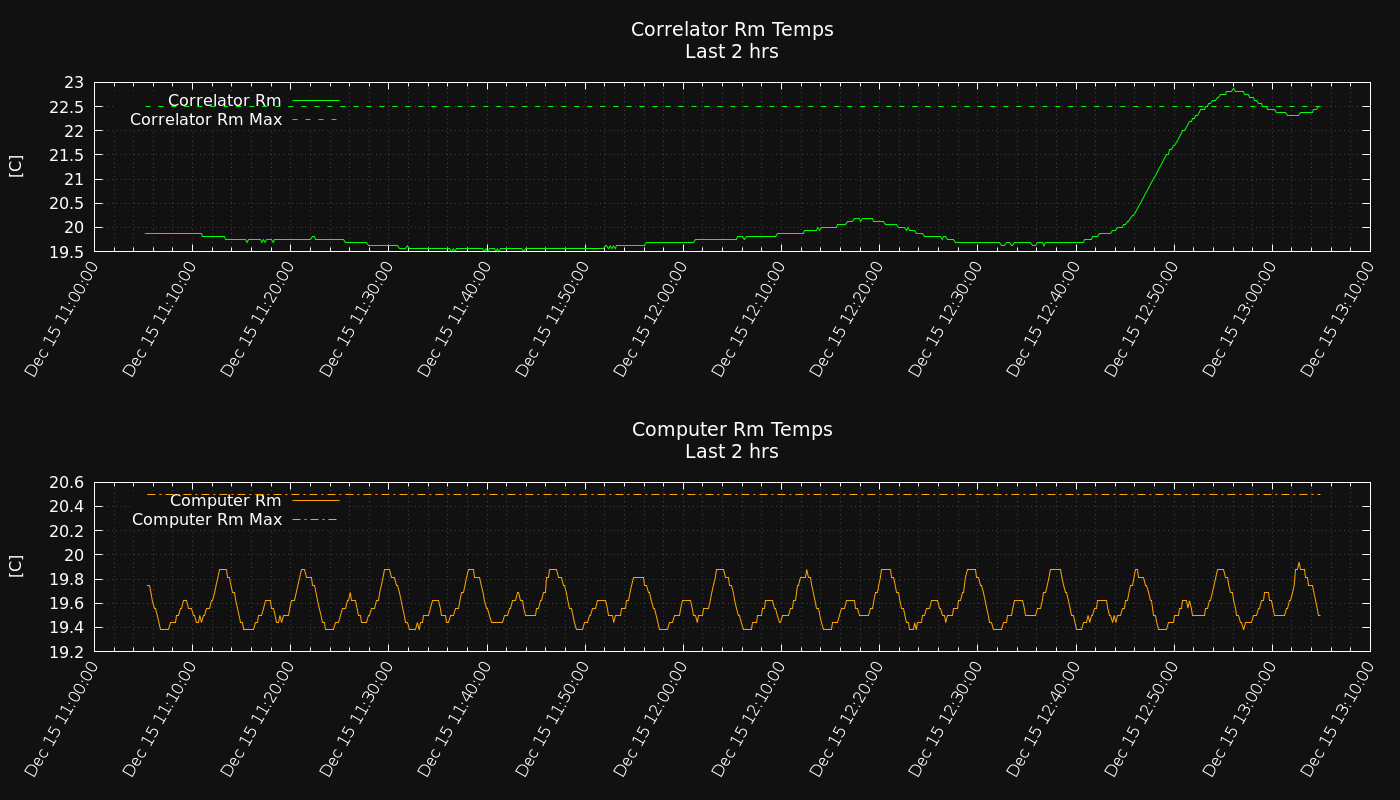 Correlator Rm Temps
Last 2 hrs
[C]
23
22.5
22
21.5
21
20.5
20
19.5
Correlator Rm
Correlator Rm Max
Dec 15 11:00:00
Dec 15 11:10:00
Dec 15 11:20:00
Dec 15 11:30:00
Dec 15 11:40:00
Dec 15 11:50:00
Dec 15 12:00:00
Dec 15 12:10:00
Dec 15 12:20:00
Dec 15 12:30:00
Dec 15 12:40:00
Dec 15 12:50:00
Dec 15 13:00:00
Dec 15 13:10:00
Computer Rm Temps
Last 2 hrs
[C]
20.6
20.4
20.2
20
19.8
19.6
19.4
19.2
Computer Rm
Computer Rm Max
Dec 15 11:00:00
Dec 15 11:10:00
Dec 15 11:20:00
Dec 15 11:30:00
Dec 15 11:40:00
Dec 15 11:50:00
Dec 15 12:00:00
Dec 15 12:10:00
Dec 15 12:20:00
Dec 15 12:30:00
Dec 15 12:40:00
Dec 15 12:50:00
Dec 15 13:00:00
Dec 15 13:10:00